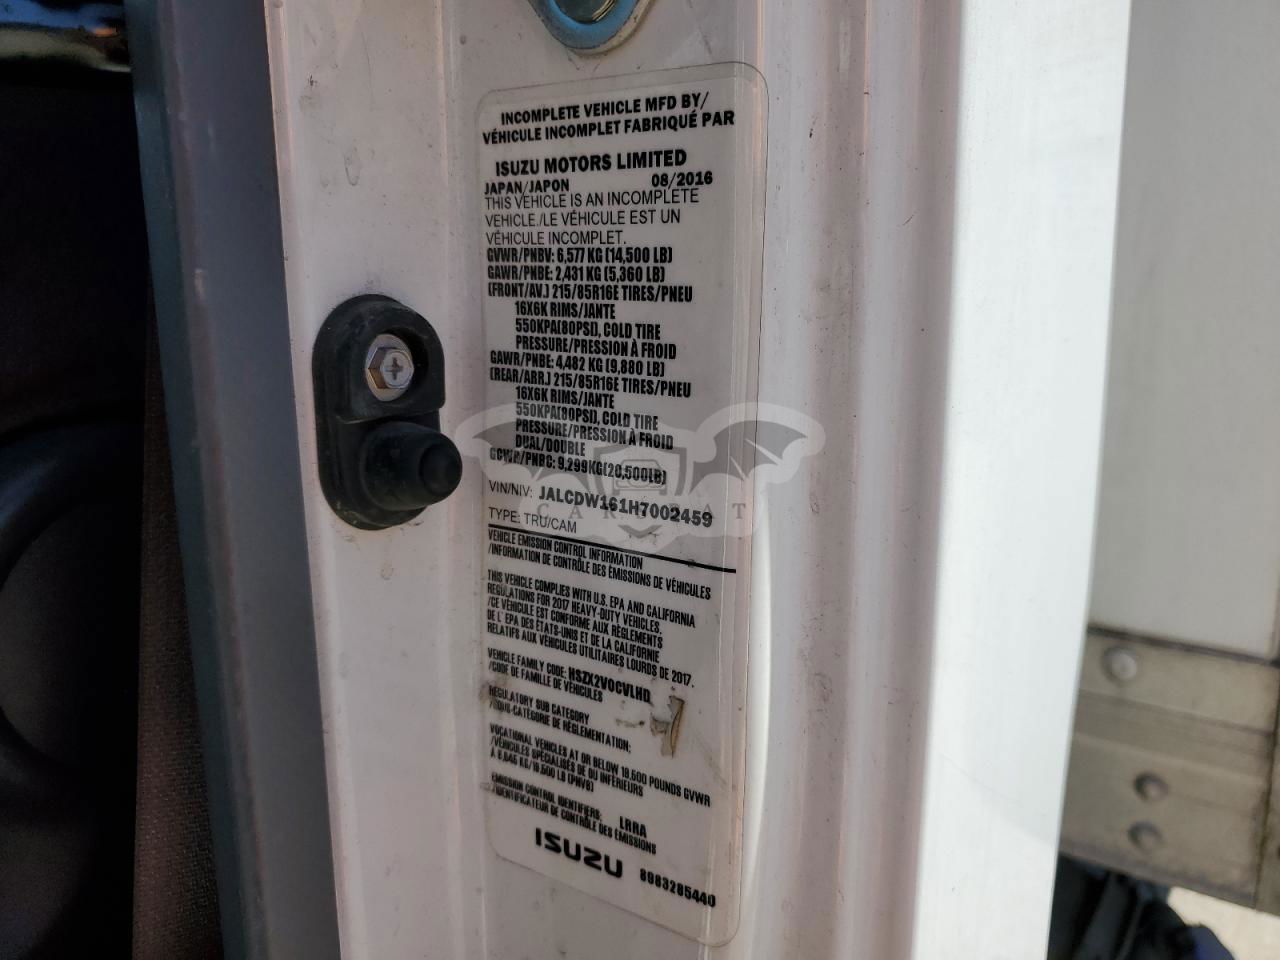 INCOMPLETE VEHICLE MFD BY/
VÉHICULE INCOMPLET FABRIQUÉ PAR
ISUZU MOTORS LIMITED
JAPAN/JAPON 08/2016
THIS VEHICLE IS AN INCOMPLETE
VEHICLE./LE VÉHICULE EST UN
VÉHICULE INCOMPLET.
GVWR/PNBV: 6,577 KG (14,500 LB)
GAWR/PNBE: 2,431 KG (5,360 LB)
(FRONT/AV.) 215/85R16E TIRES/PNEU
16X6K RIMS/JANTE
550KPA(80PSI), COLD TIRE
PRESSURE/PRESSION À FROID
GAWR/PNBE: 4,482 KG (9,880 LB)
(REAR/ARR.) 215/85R16E TIRES/PNEU
16X6K RIMS/JANTE
550KPA(80PSI), COLD TIRE
PRESSURE/PRESSION À FROID
DUAL/DOUBLE
GCWR/PNBC: 9,299KG(20,500LB)
VIN/NIV: JALCDW161H7002459
TYPE: TRU/CAM
VEHICLE EMISSION CONTROL INFORMATION
/INFORMATION DE CONTRÔLE DES ÉMISSIONS DE VÉHICULES
THIS VEHICLE COMPLIES WITH U.S. EPA AND CALIFORNIA
REGULATIONS FOR 2017 HEAVY-DUTY VEHICLES.
/CE VÉHICULE EST CONFORME AUX RÈGLEMENTS
DE L'EPA DES ÉTATS-UNIS ET DE LA CALIFORNIE
RELATIFS AUX VÉHICULES UTILITAIRES LOURDS DE 2017.
VEHICLE FAMILY CODE: HSZX2VOCVLHD
/CODE DE FAMILLE DE VÉHICULES
REGULATORY SUB CATEGORY
/SOUS-CATÉGORIE DE RÉGLEMENTATION:
VOCATIONAL VEHICLES AT OR BELOW 19,500 POUNDS GVWR
/VÉHICULES SPÉCIALISÉS DE OU INFÉRIEURS
À 8,845 KG/19,500 LB (PNVB)
EMISSION CONTROL IDENTIFIERS: LRRA
/IDENTIFICATEUR DE CONTRÔLE DES ÉMISSIONS
ISUZU 8983285440